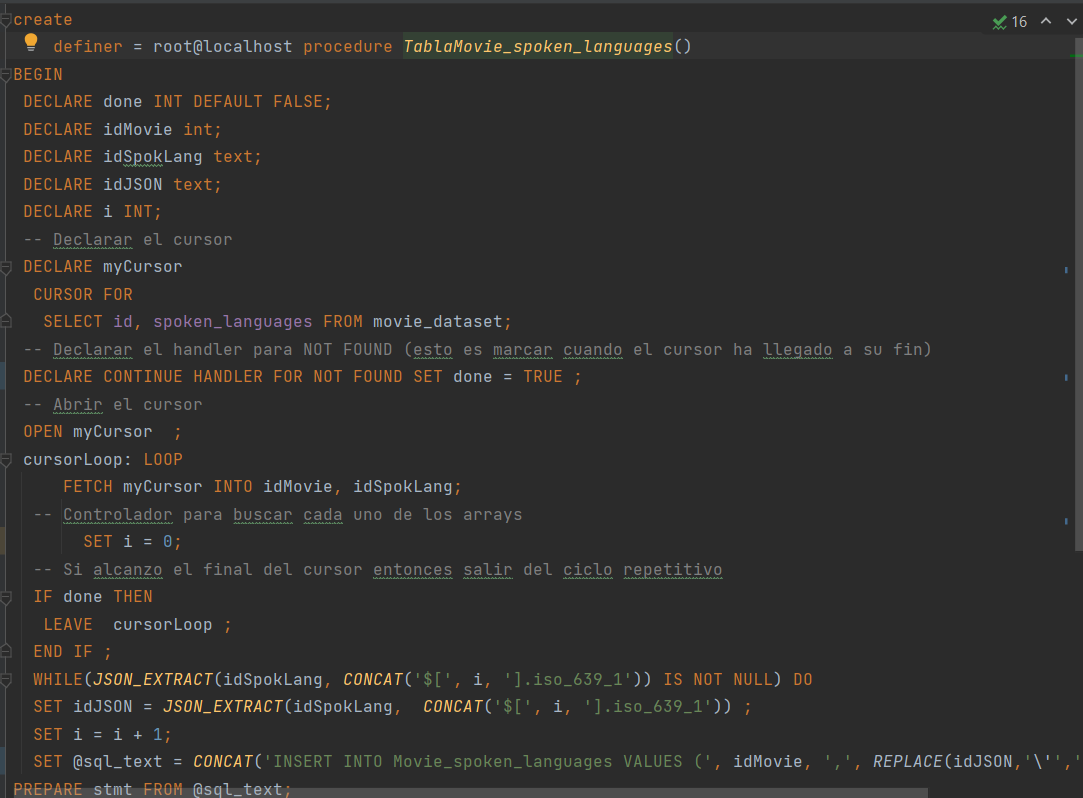 create
16
definer = root@localhost procedure TablaMovie_spoken_languages()
BEGIN
DECLARE done INT DEFAULT FALSE;
DECLARE idMovie int;
DECLARE idSpokLang text;
DECLARE idJSON text;
DECLARE i INT;
-- Declarar el cursor
DECLARE myCursor
CURSOR FOR
SELECT id, spoken_languages FROM movie_dataset;
-- Declarar el handler para NOT FOUND (esto es marcar cuando el cursor ha llegado a su fin)
DECLARE CONTINUE HANDLER FOR NOT FOUND SET done = TRUE ;
-- Abrir el cursor
OPEN myCursor  ;
cursorLoop: LOOP
FETCH myCursor INTO idMovie, idSpokLang;
-- Controlador para buscar cada uno de los arrays
SET i = 0;
-- Si alcanzo el final del cursor entonces salir del ciclo repetitivo
IF done THEN
LEAVE  cursorLoop ;
END IF ;
WHILE(JSON_EXTRACT(idSpokLang, CONCAT('$[', i, '].iso_639_1')) IS NOT NULL) DO
SET idJSON = JSON_EXTRACT(idSpokLang,  CONCAT('$[', i, '].iso_639_1')) ;
SET i = i + 1;
SET @sql_text = CONCAT('INSERT INTO Movie_spoken_languages VALUES (', idMovie, ',', REPLACE(idJSON,'\'','
PREPARE stmt FROM @sql_text;